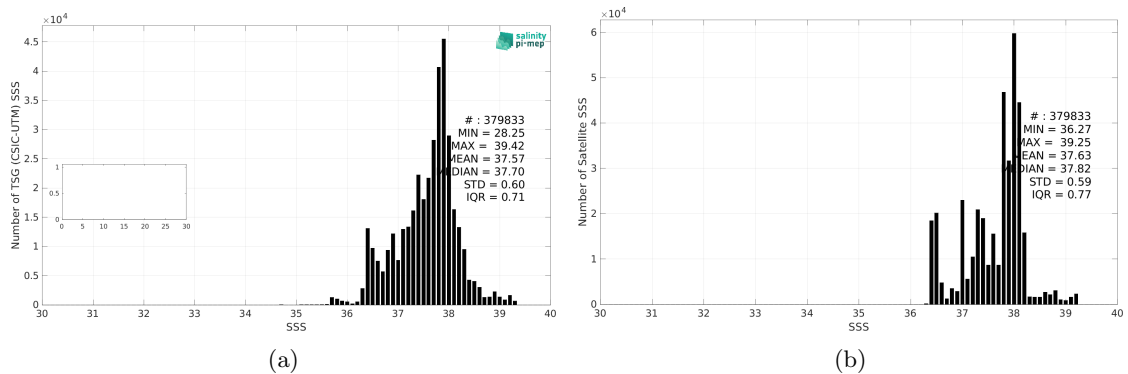 ×10⁴
4.5
4
3.5
3
2.5
2
1.5
1
0.5
0
30 31 32 33 34 35 36 37 38 39 40
SSS
Number of TSG (CSIC-UTM) SSS
salinity
pi-mep
# : 379833
MIN = 28.25
MAX = 39.42
MEAN = 37.57
MEDIAN = 37.70
STD = 0.60
IQR = 0.71
1
0.5
0
0 5 10 15 20 25 30
(a)
×10⁴
6
5
4
3
2
1
0
30 31 32 33 34 35 36 37 38 39 40
SSS
Number of Satellite SSS
# : 379833
MIN = 36.27
MAX = 39.25
MEAN = 37.63
MEDIAN = 37.82
STD = 0.59
IQR = 0.77
(b)